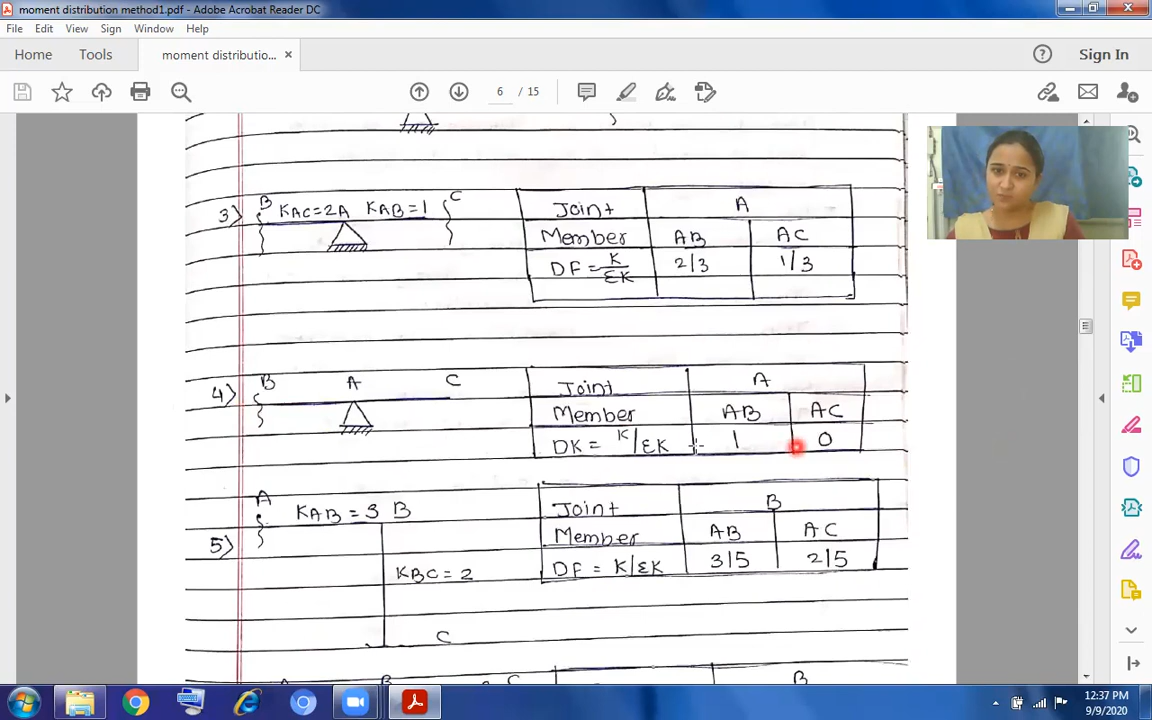 moment distribution method1.pdf - Adobe Acrobat Reader DC
File Edit View Sign Window Help
Home Tools moment distributio... × Sign In
6 / 15
3) B KAC=2A KAB=1 C
Joint A
Member AB AC
DF = K/ΣK 2/3 1/3
4) B A C
Joint A
Member AB AC
DK = K/ΣK 1 0
5) A KAB = 3 B
KBC = 2
C
Joint B
Member AB AC
DF = K/ΣK 3/5 2/5
A B C
B
12:37 PM
9/9/2020